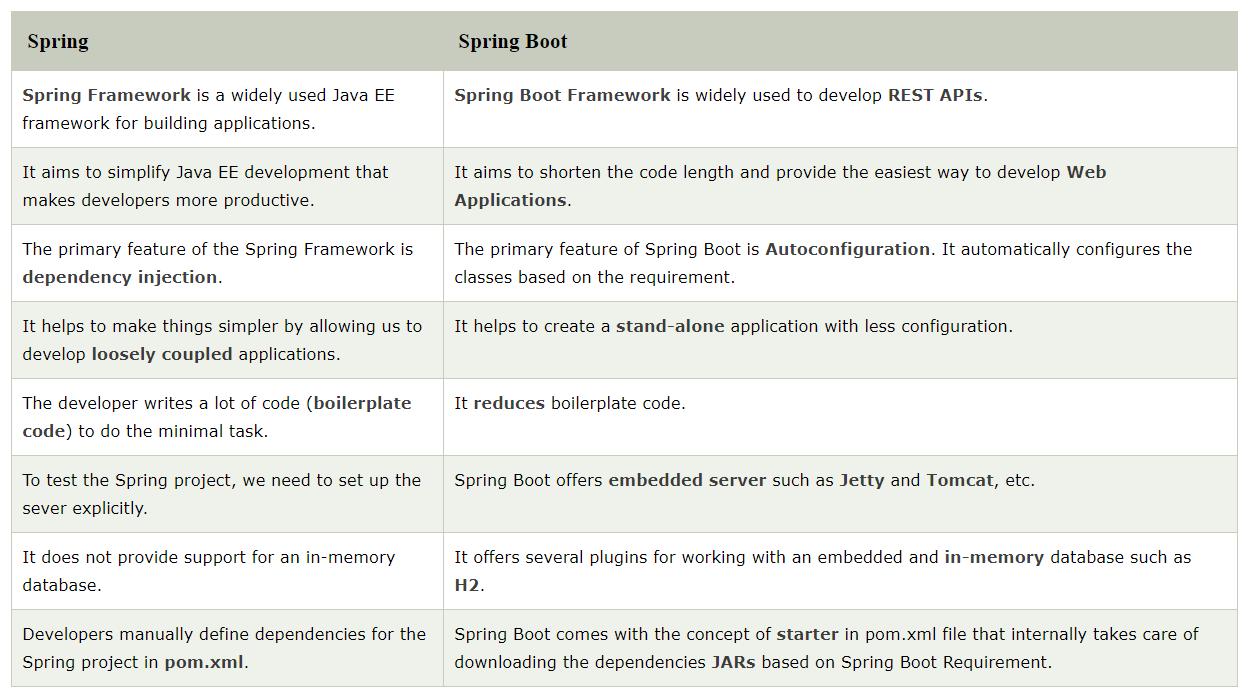 Spring
Spring Boot
Spring Framework is a widely used Java EE
framework for building applications.
Spring Boot Framework is widely used to develop REST APIs.
It aims to simplify Java EE development that
makes developers more productive.
It aims to shorten the code length and provide the easiest way to develop Web
Applications.
The primary feature of the Spring Framework is
dependency injection.
The primary feature of Spring Boot is Autoconfiguration. It automatically configures the
classes based on the requirement.
It helps to make things simpler by allowing us to
develop loosely coupled applications.
It helps to create a stand-alone application with less configuration.
The developer writes a lot of code (boilerplate
code) to do the minimal task.
It reduces boilerplate code.
To test the Spring project, we need to set up the
sever explicitly.
Spring Boot offers embedded server such as Jetty and Tomcat, etc.
It does not provide support for an in-memory
database.
It offers several plugins for working with an embedded and in-memory database such as
H2.
Developers manually define dependencies for the
Spring project in pom.xml.
Spring Boot comes with the concept of starter in pom.xml file that internally takes care of
downloading the dependencies JARs based on Spring Boot Requirement.